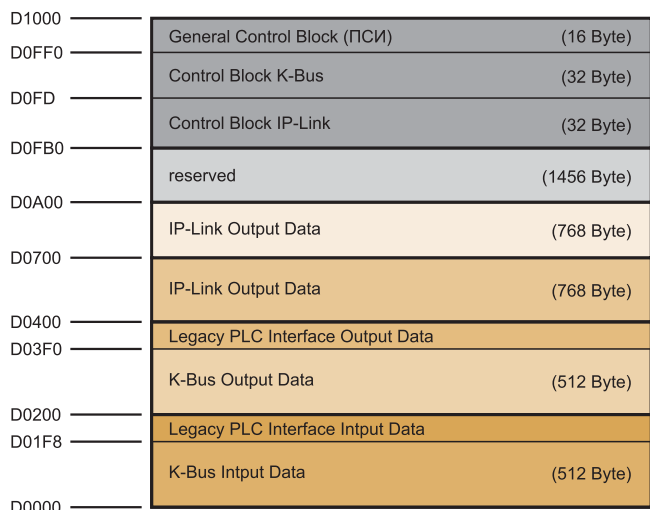 D1000
General Control Block (ПСИ) (16 Byte)
D0FF0
Control Block K-Bus (32 Byte)
D0FD
Control Block IP-Link (32 Byte)
D0FB0
reserved (1456 Byte)
D0A00
IP-Link Output Data (768 Byte)
D0700
IP-Link Output Data (768 Byte)
D0400
Legacy PLC Interface Output Data
D03F0
K-Bus Output Data (512 Byte)
D0200
Legacy PLC Interface Intput Data
D01F8
K-Bus Intput Data (512 Byte)
D0000